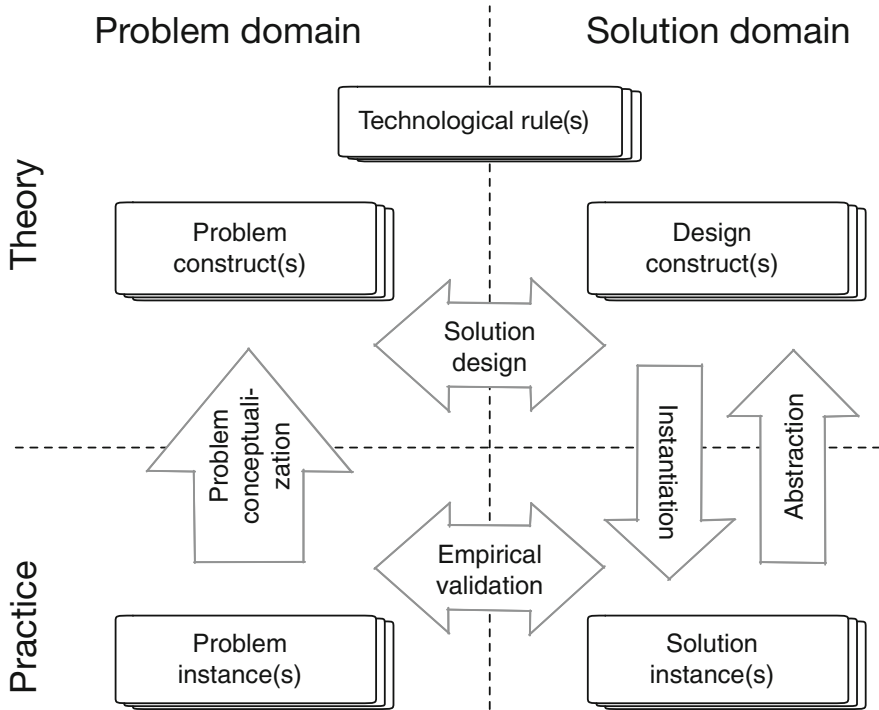 Problem domain
Solution domain
Technological rule(s)
Theory
Problem
construct(s)
Design
construct(s)
Solution
design
Problem
conceptuali-
zation
Instantiation
Abstraction
Empirical
validation
Practice
Problem
instance(s)
Solution
instance(s)